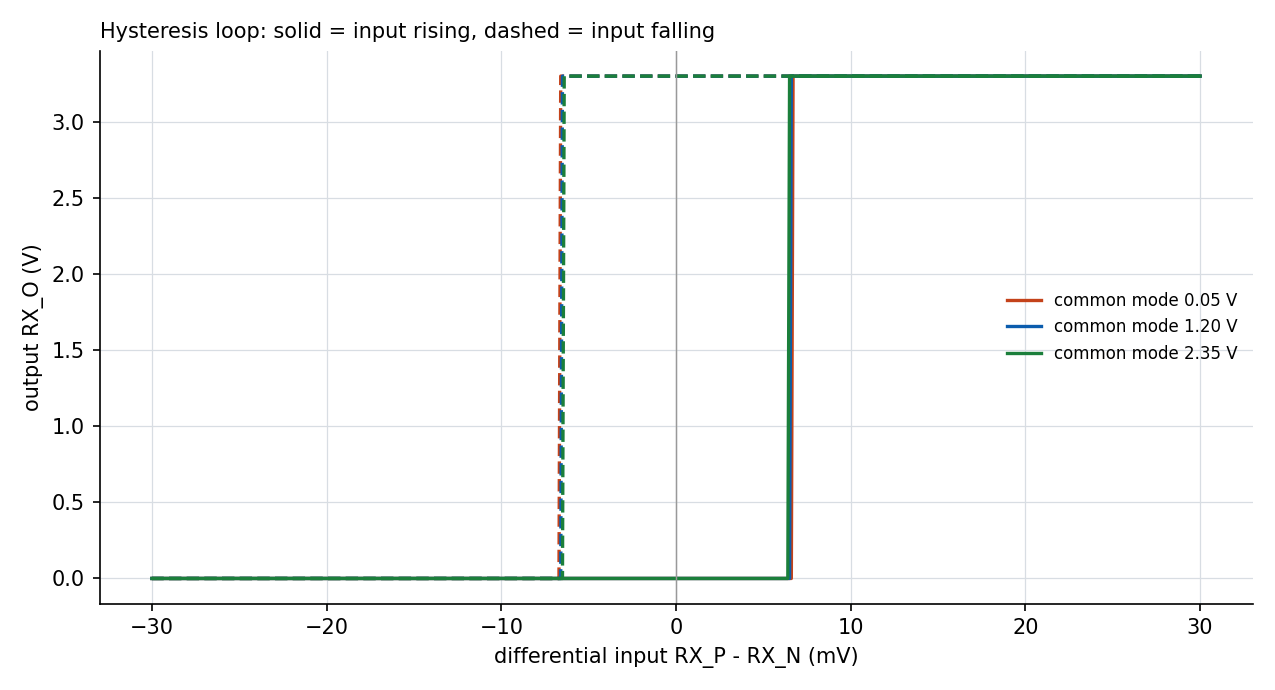 Hysteresis loop: solid = input rising, dashed = input falling
output RX_O (V)
3.0
2.5
2.0
1.5
1.0
0.5
0.0
common mode 0.05 V
common mode 1.20 V
common mode 2.35 V
−30 −20 −10 0 10 20 30
differential input RX_P - RX_N (mV)